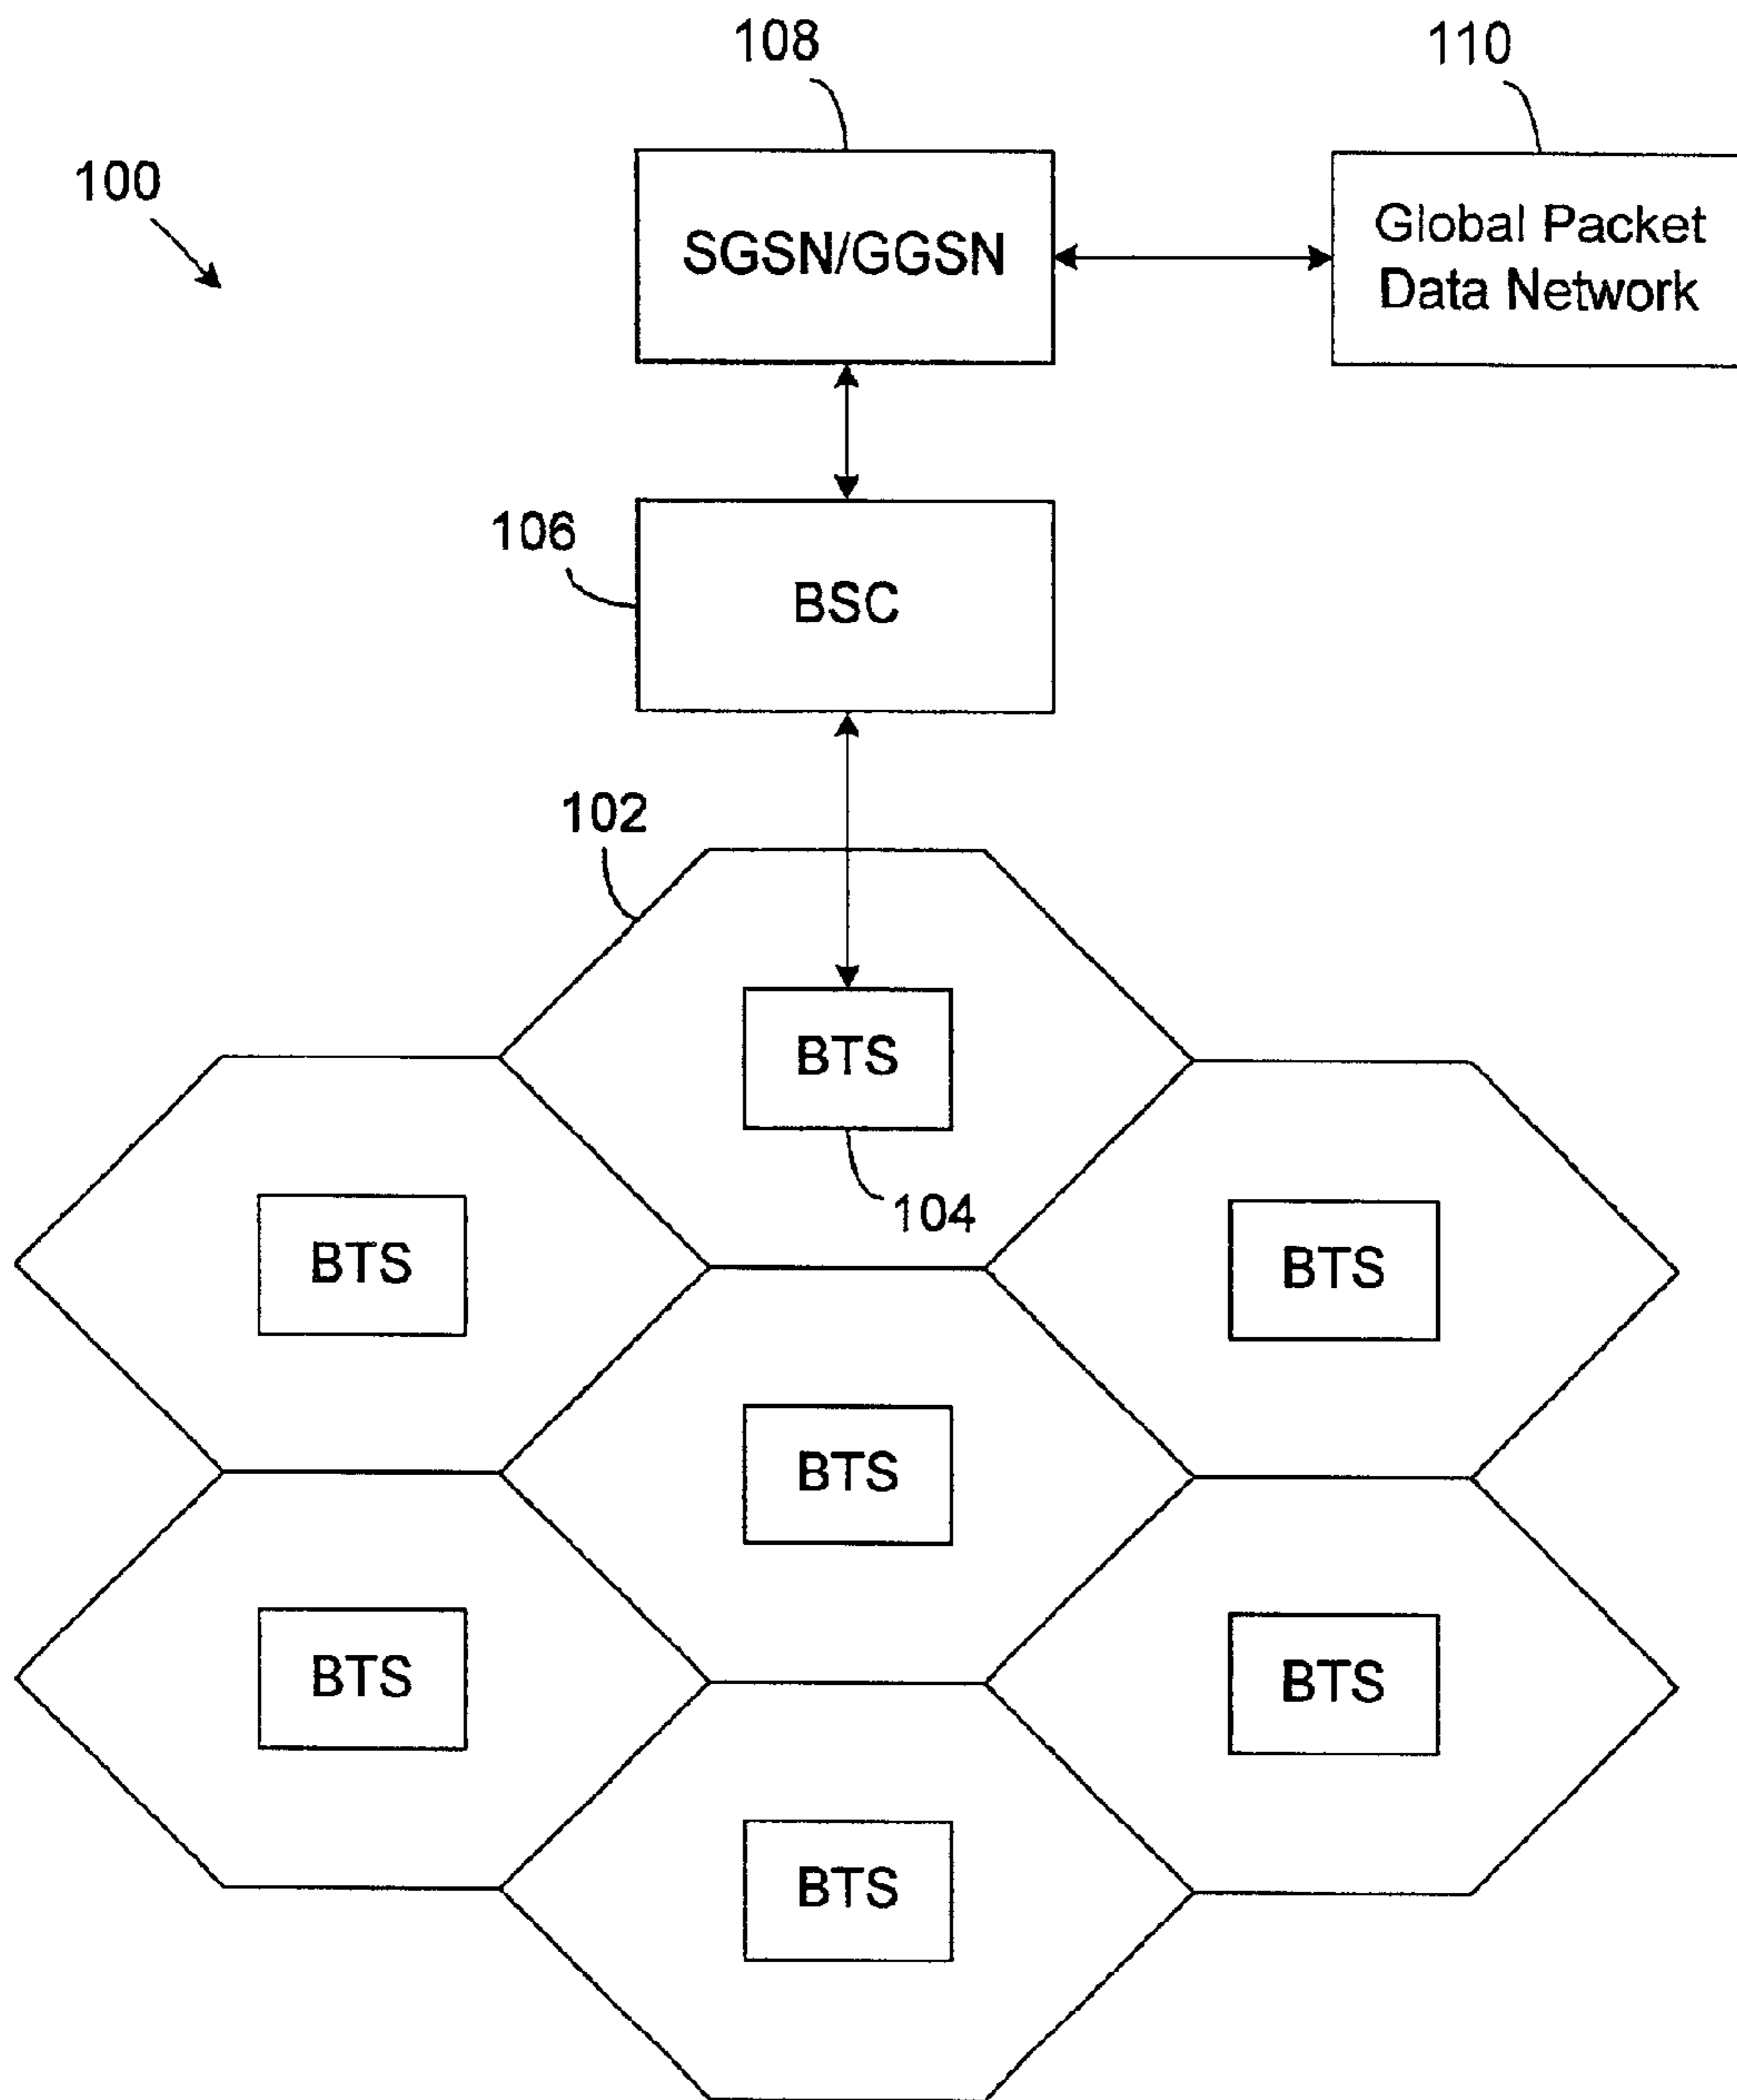 108
110
100
SGSN/GGSN
Global Packet
Data Network
106
BSC
102
BTS
104
BTS
BTS
BTS
BTS
BTS
BTS